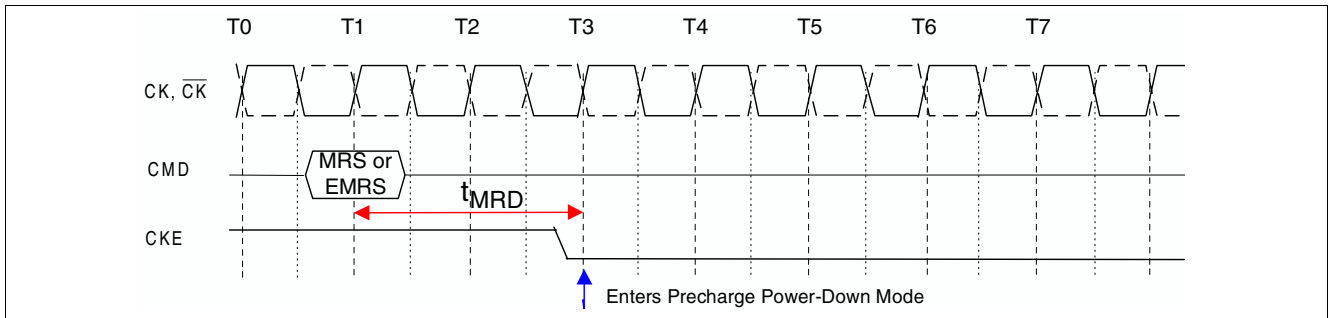 T0 T1 T2 T3 T4 T5 T6 T7
CK, C̅K̅
CMD
MRS or
EMRS
tMRD
CKE
Enters Precharge Power-Down Mode